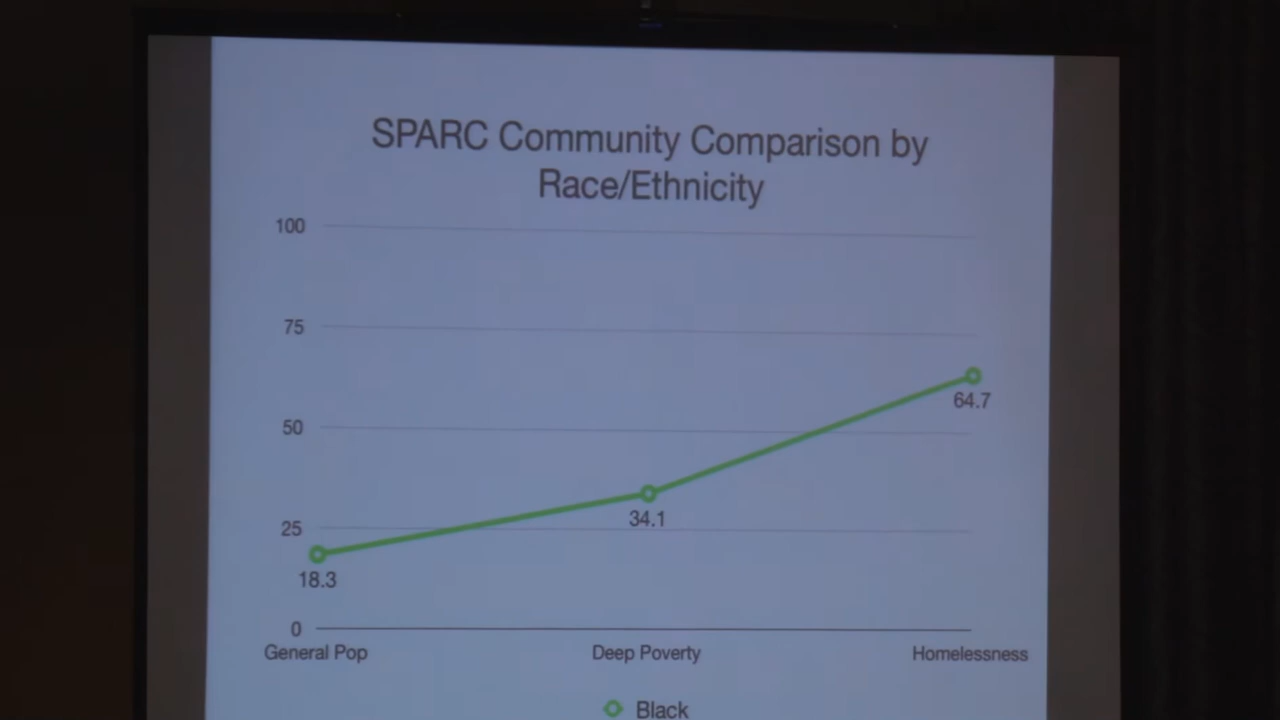 SPARC Community Comparison by
Race/Ethnicity
100
75
50
25
0
64.7
34.1
18.3
General Pop
Deep Poverty
Homelessness
Black